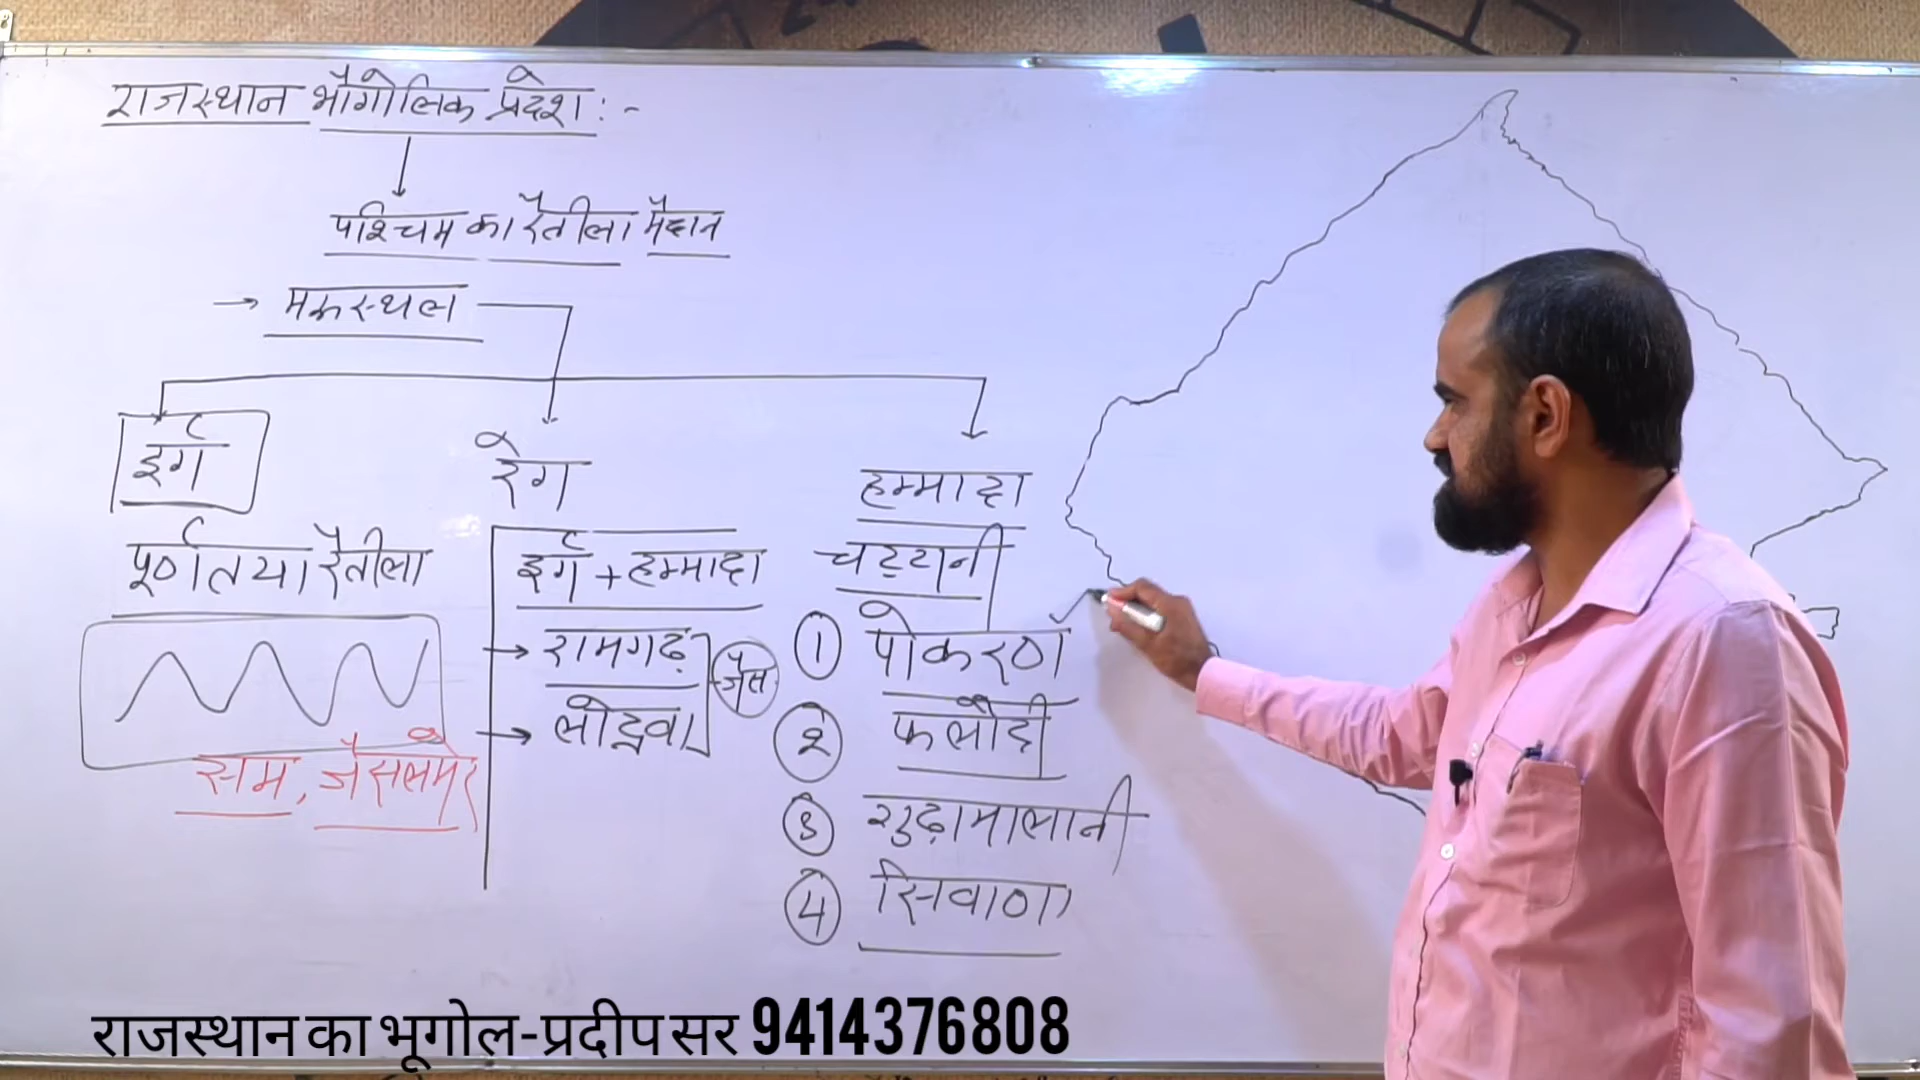 राजस्थान भौगोलिक प्रदेश :-
पश्चिम का रैतीला मैदान
→ मरूस्थल
इर्ग
रेग
हम्मादा
पूर्णतया रैतीला
इर्ग + हम्मादा
चट्टानी
→ रामगढ़
जैस
① पोकरण
→ लोद्रवा
② फलौदी
सम, जैसलमेर
③ गुढ़ामालानी
④ सिवाणा
राजस्थान का भूगोल-प्रदीप सर 9414376808